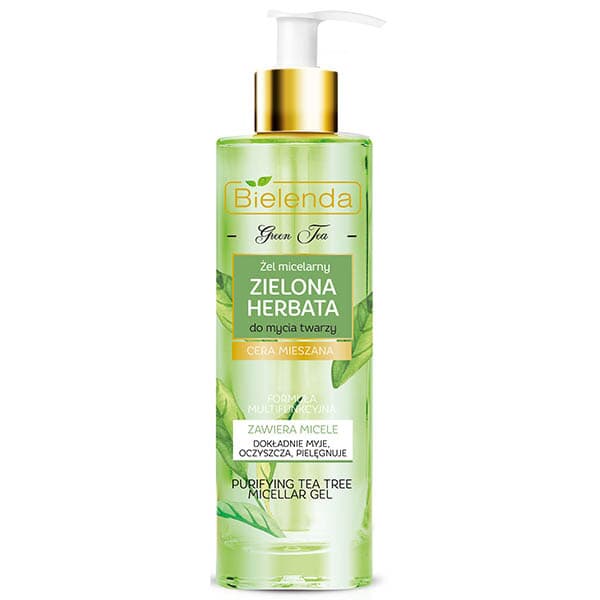 Bielenda
Green Tea
Żel micelarny
ZIELONA
HERBATA
do mycia twarzy
CERA MIESZANA
FORMUŁA
MULTIFUNKCYJNA
ZAWIERA MICELE
DOKŁADNIE MYJE,
OCZYSZCZA, PIELĘGNUJE
PURIFYING TEA TREE
MICELLAR GEL